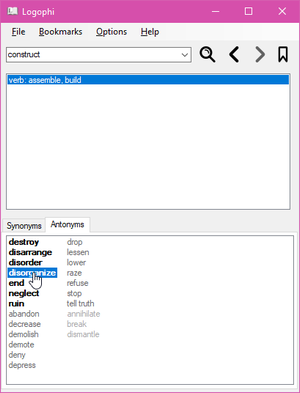 Logophi
File Bookmarks Options Help
construct
verb: assemble, build
Synonyms Antonyms
destroy drop
disarrange lessen
disorder lower
disorganize raze
end refuse
neglect stop
ruin tell truth
abandon annihilate
decrease break
demolish dismantle
demote
deny
depress